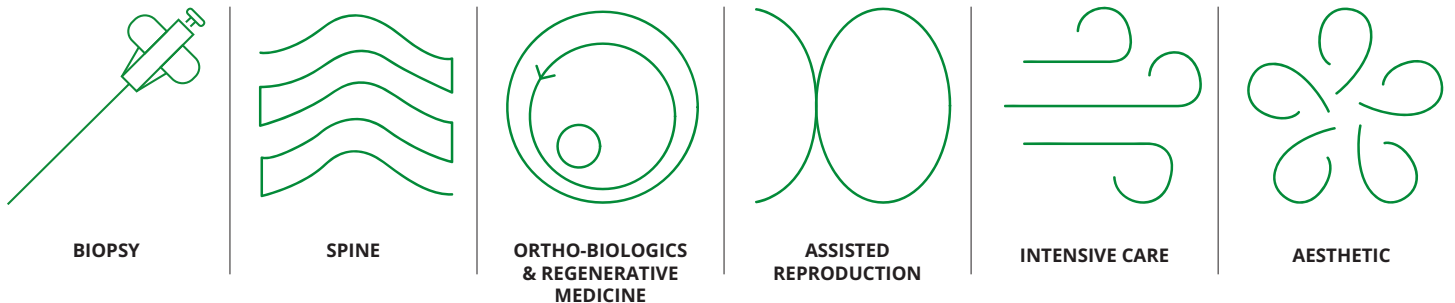 BIOPSY
SPINE
ORTHO-BIOLOGICS
& REGENERATIVE
MEDICINE
ASSISTED
REPRODUCTION
INTENSIVE CARE
AESTHETIC